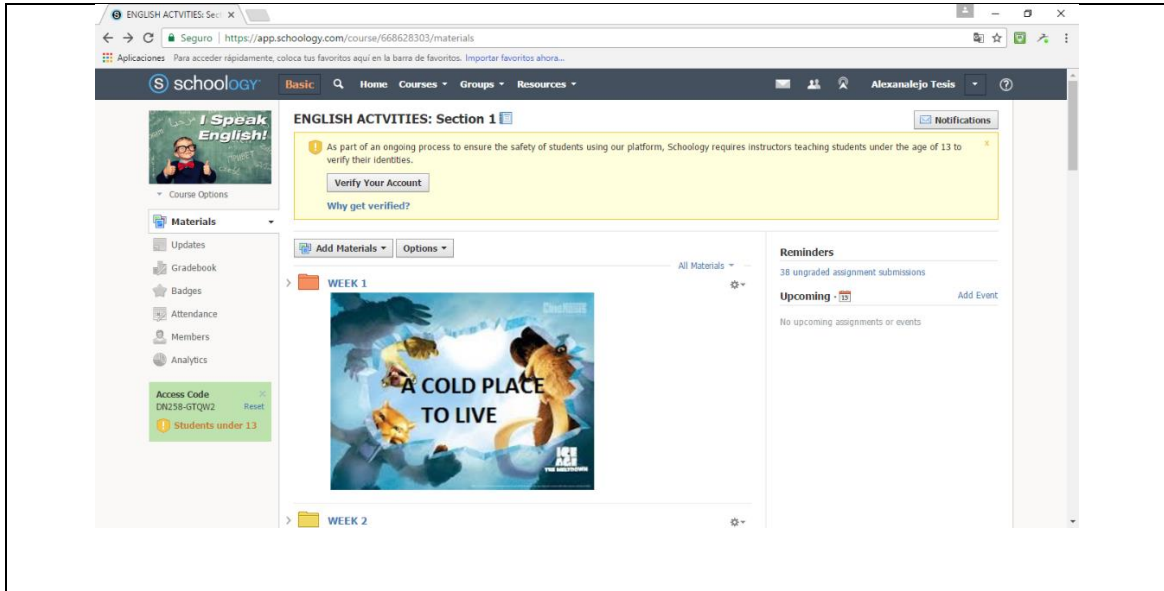 ENGLISH ACTVITIES: Sec
Seguro | https://app.schoology.com/course/668628303/materials
Aplicaciones Para acceder rápidamente, coloca tus favoritos aquí en la barra de favoritos. Importar favoritos ahora...
S schoology Basic Home Courses Groups Resources Alexanalejo Tesis
I Speak
English!
Course Options
Materials
Updates
Gradebook
Badges
Attendance
Members
Analytics
Access Code
DN258-GTQW2 Reset
Students under 13
ENGLISH ACTVITIES: Section 1
Notifications
As part of an ongoing process to ensure the safety of students using our platform, Schoology requires instructors teaching students under the age of 13 to
verify their identities.
Verify Your Account
Why get verified?
Add Materials Options
All Materials
WEEK 1
A COLD PLACE
TO LIVE
ICE
AGE
THE MELTDOWN
WEEK 2
Reminders
38 ungraded assignment submissions
Upcoming · 13 Add Event
No upcoming assignments or events